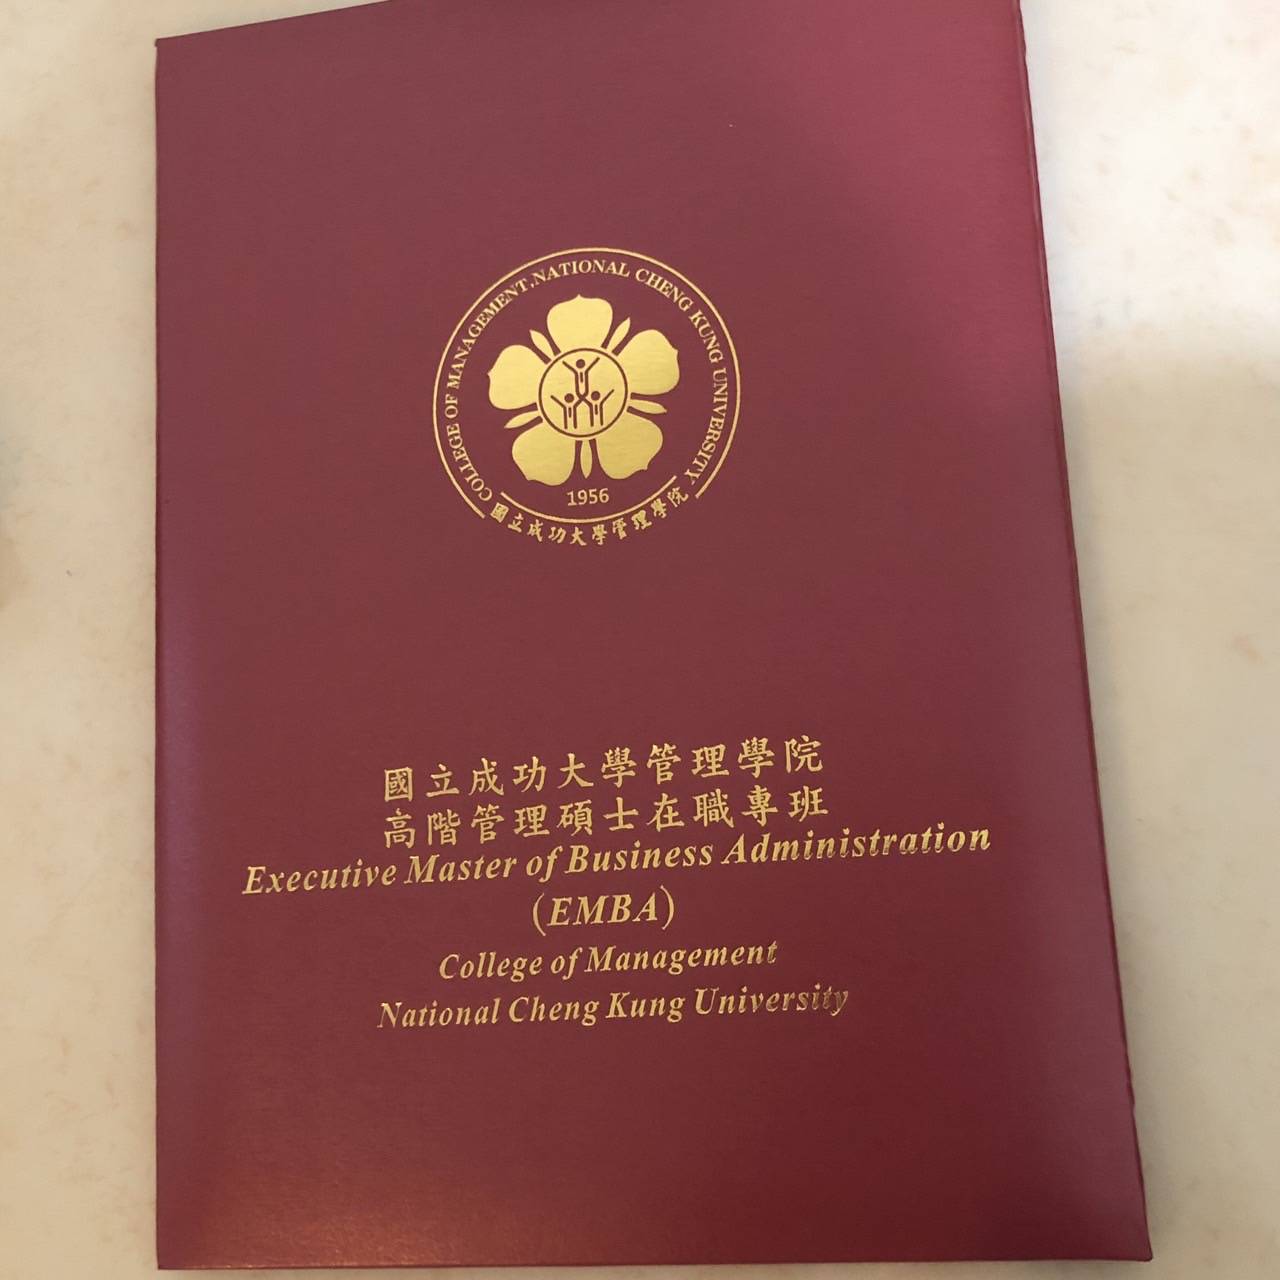 COLLEGE OF MANAGEMENT, NATIONAL CHENG KUNG UNIVERSITY
1956
國立成功大學管理學院
國立成功大學管理學院
高階管理碩士在職專班
Executive Master of Business Administration
(EMBA)
College of Management
National Cheng Kung University